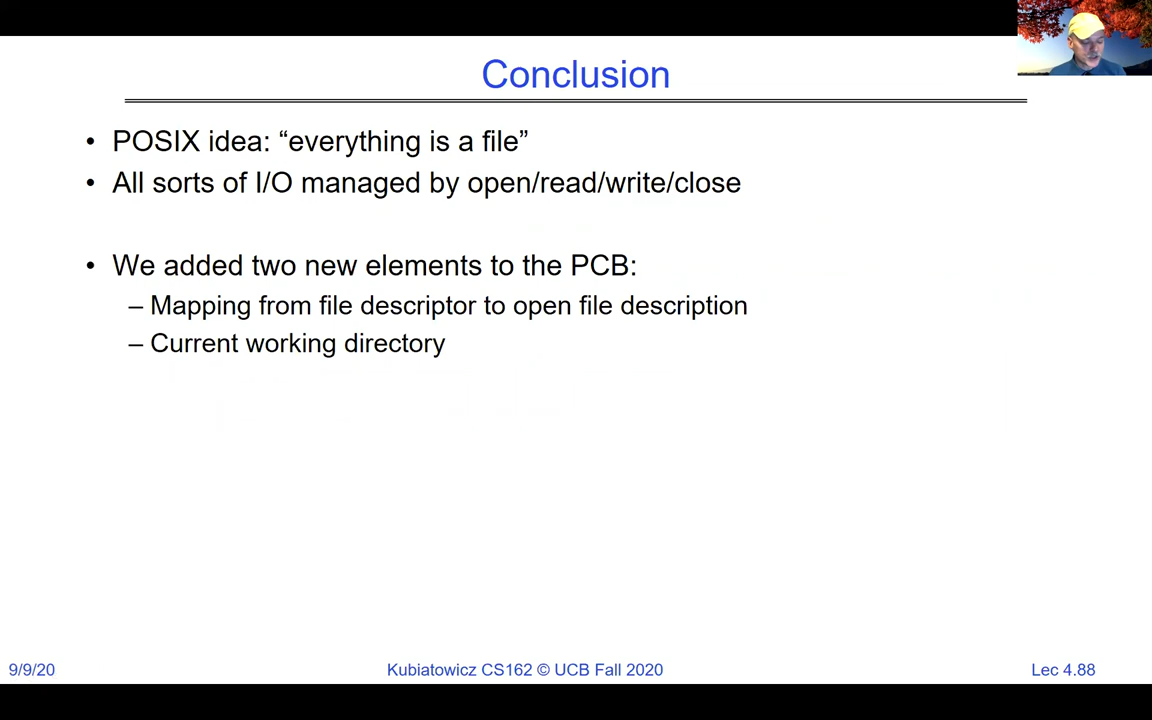 Conclusion
• POSIX idea: “everything is a file”
• All sorts of I/O managed by open/read/write/close
• We added two new elements to the PCB:
– Mapping from file descriptor to open file description
– Current working directory
9/9/20 Kubiatowicz CS162 © UCB Fall 2020 Lec 4.88